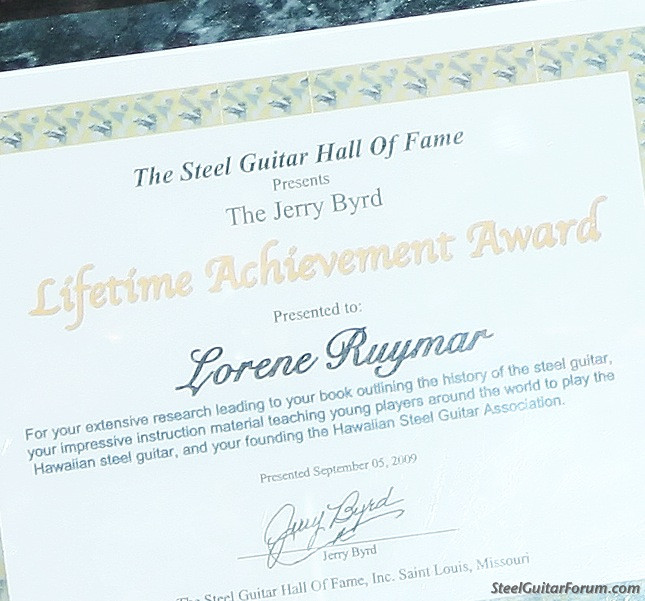 The Steel Guitar Hall Of Fame
Presents
The Jerry Byrd
Lifetime Achievement Award
Presented to:
Lorene Ruymar
For your extensive research leading to your book outlining the history of the steel guitar,
your impressive instruction material teaching young players around the world to play the
Hawaiian steel guitar, and your founding the Hawaiian Steel Guitar Association.
Presented September 05, 2009
Jerry Byrd
Jerry Byrd
The Steel Guitar Hall Of Fame, Inc. Saint Louis, Missouri
SteelGuitarForum.com